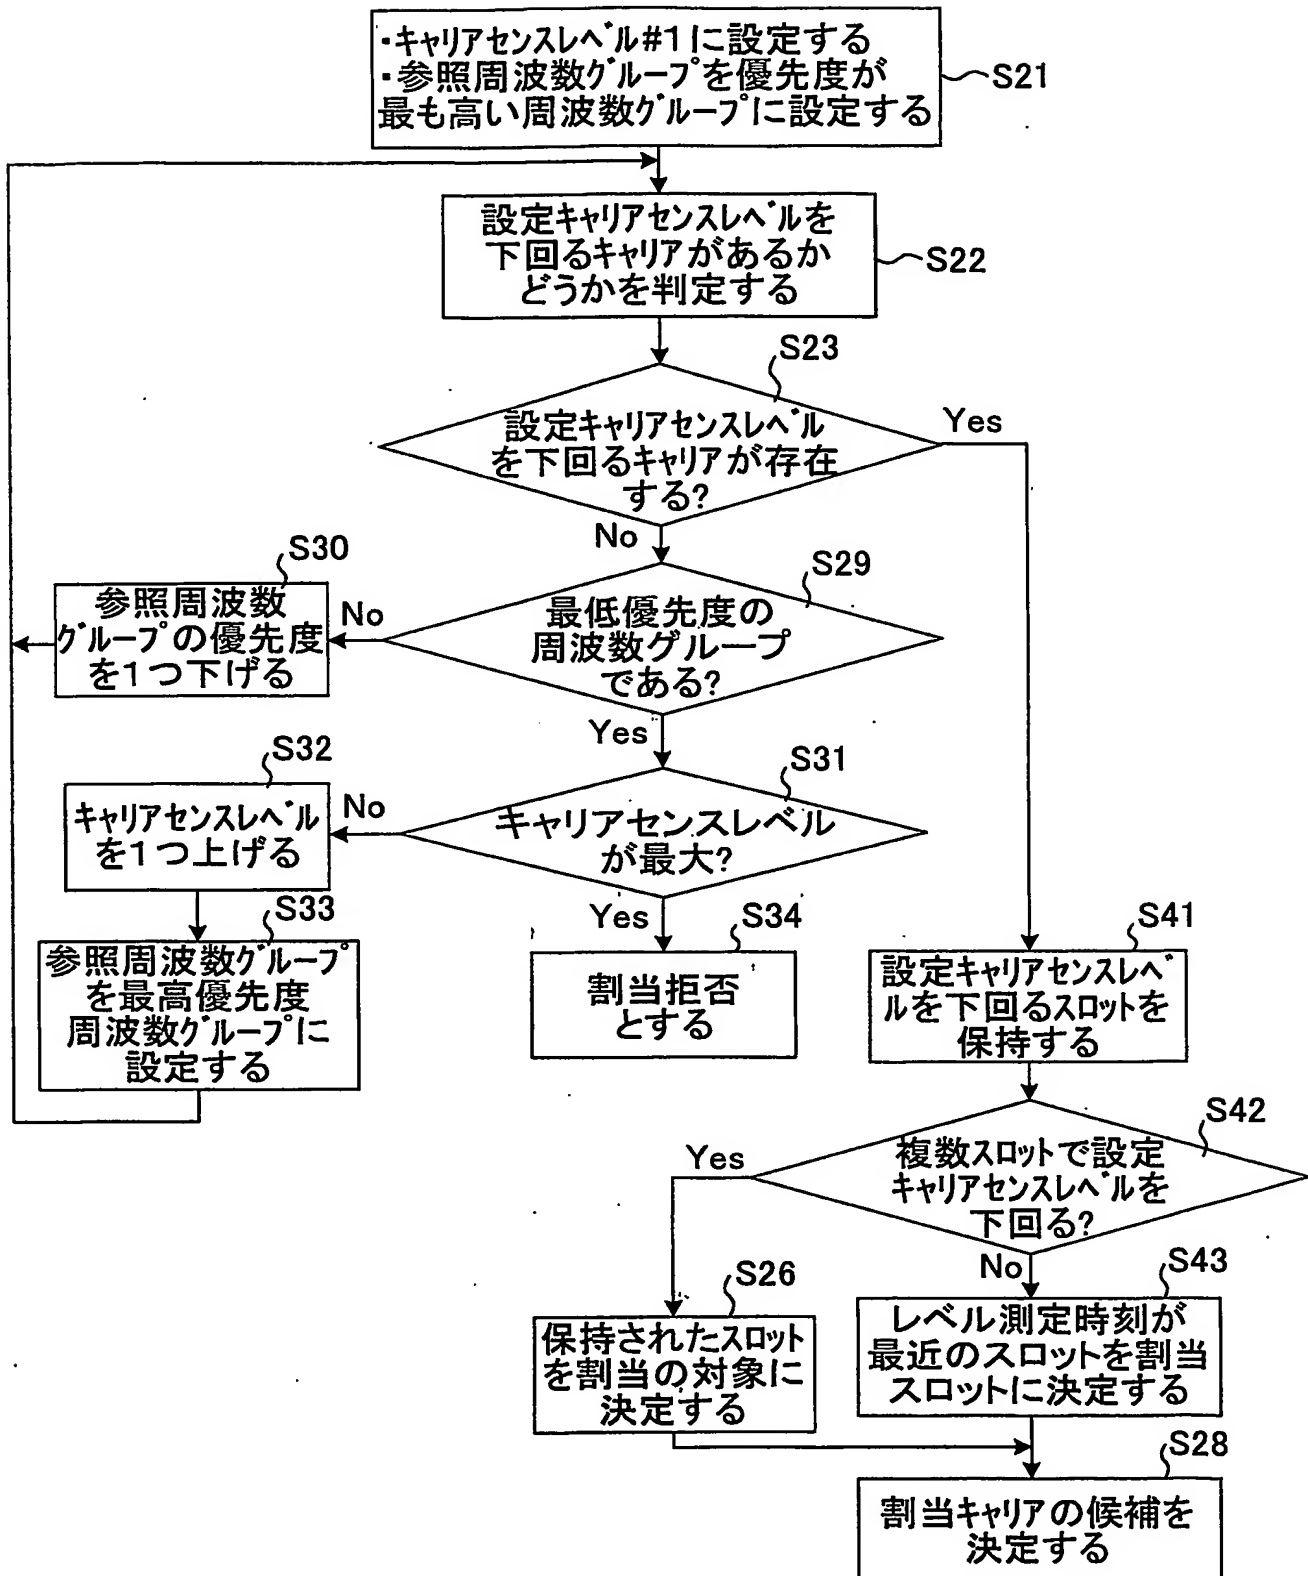 ・キャリアセンスレベル#1に設定する
・参照周波数グループを優先度が
最も高い周波数グループに設定する
S21
設定キャリアセンスレベルを
下回るキャリアがあるか
どうかを判定する
S22
S23
設定キャリアセンスレベル
を下回るキャリアが存在
する?
Yes
No
S30
参照周波数
グループの優先度
を1つ下げる
No
S29
最低優先度の
周波数グループ
である?
Yes
S32
キャリアセンスレベル
を1つ上げる
No
S31
キャリアセンスレベル
が最大?
Yes
S33
参照周波数グループ
を最高優先度
周波数グループに
設定する
S34
割当拒否
とする
S41
設定キャリアセンスレベ
ルを下回るスロットを
保持する
S42
複数スロットで設定
キャリアセンスレベルを
下回る?
Yes
No
S26
保持されたスロット
を割当の対象に
決定する
S43
レベル測定時刻が
最近のスロットを割当
スロットに決定する
S28
割当キャリアの候補を
決定する